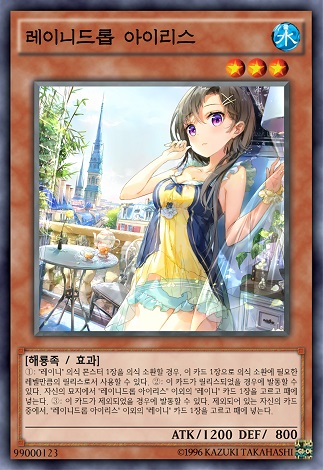 레이니드롭 아이리스
水
[해룡족 / 효과]
①: "레이니" 의식 몬스터 1장을 의식 소환할 경우, 이 카드 1장으로 의식 소환에 필요한
레벨만큼의 릴리스로서 사용할 수 있다. ②: 이 카드가 릴리스되었을 경우에 발동할 수
있다. 자신의 묘지에서 "레이니드롭 아이리스" 이외의 "레이니" 카드 1장을 고르고 패에
넣는다. ③: 이 카드가 제외되었을 경우에 발동할 수 있다. 제외되어 있는 자신의 카드
중에서, "레이니드롭 아이리스" 이외의 "레이니" 카드 1장을 고르고 패에 넣는다.
ATK/1200 DEF/ 800
99000123
©1996 KAZUKI TAKAHASHI